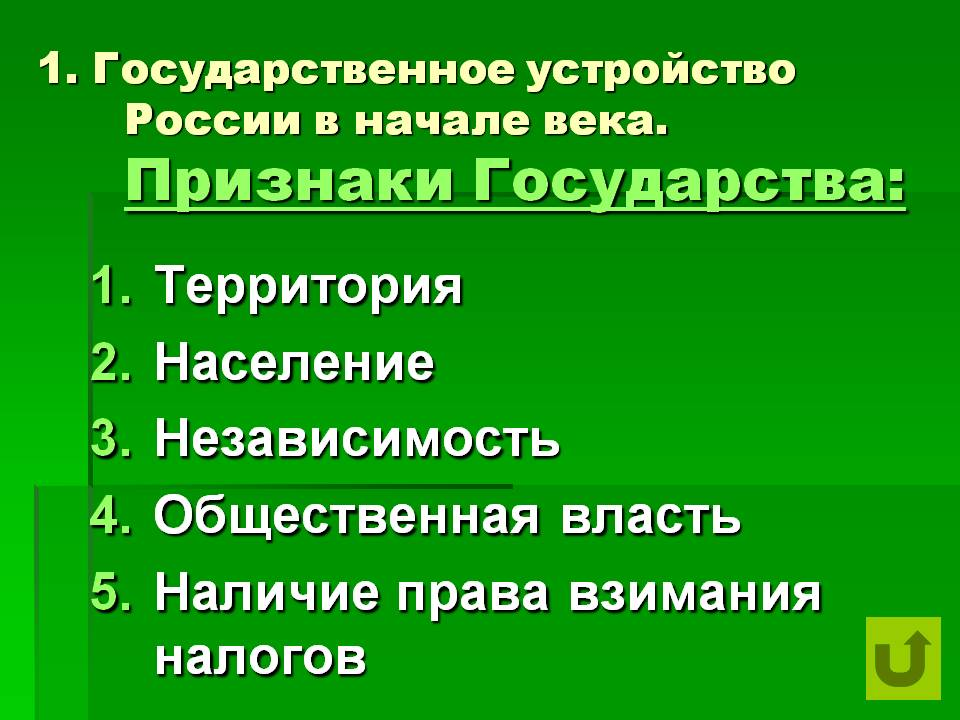 1. Государственное устройство
России в начале века.
Признаки Государства:
1. Территория
2. Население
3. Независимость
4. Общественная власть
5. Наличие права взимания
налогов